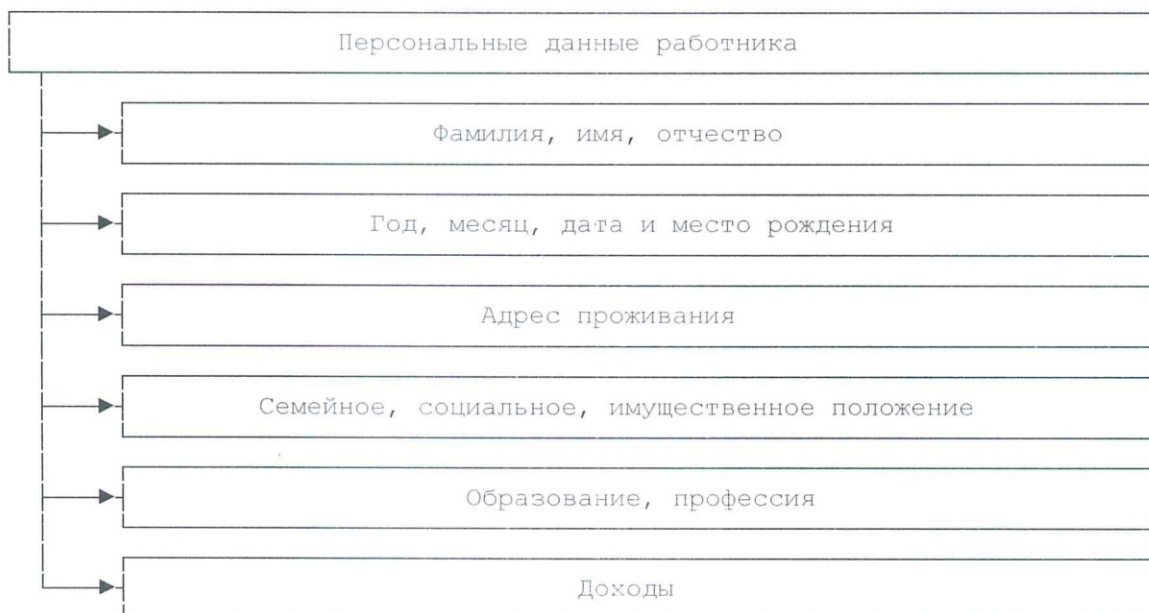 Персональные данные работника
Фамилия, имя, отчество
Год, месяц, дата и место рождения
Адрес проживания
Семейное, социальное, имущественное положение
Образование, профессия
Доходы